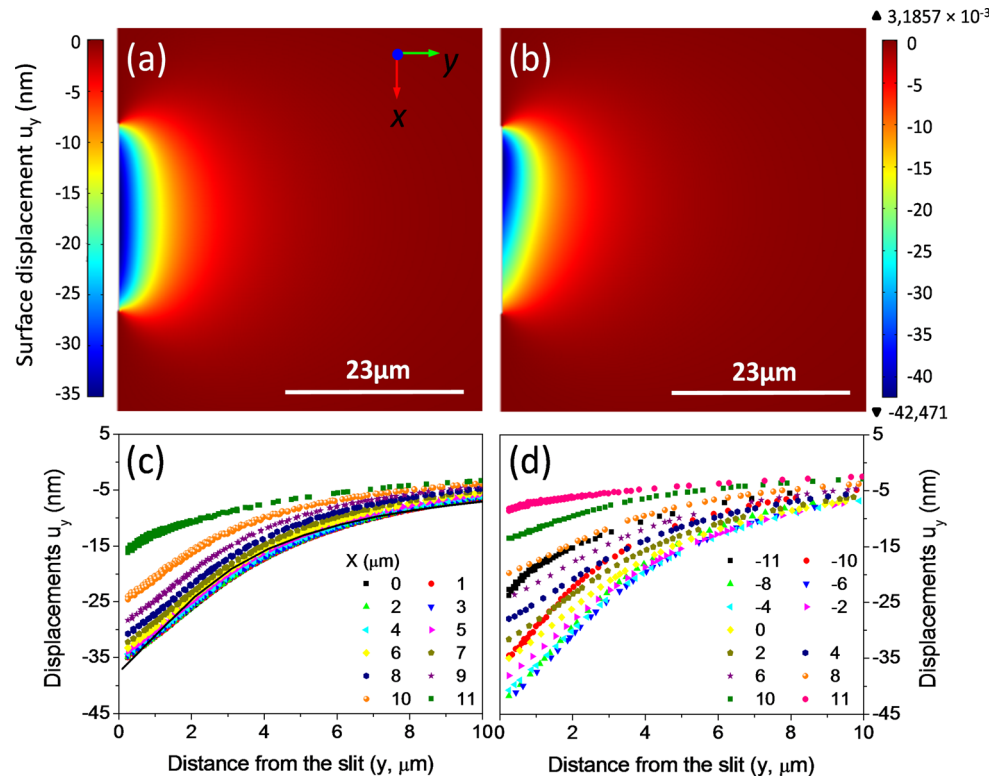 ▲ 3,1857 × 10⁻³
0
-5
-10
-15
-20
-25
-30
-35
Surface displacement u_y (nm)
(a)
y
x
23µm
(b)
23µm
0
-5
-10
-15
-20
-25
-30
-35
-40
▼ -42,471
(c)
5
-5
-15
-25
-35
-45
Displacements u_y (nm)
X (µm)
0 1
2 3
4 5
6 7
8 9
10 11
0 2 4 6 8 10
Distance from the slit (y, µm)
(d)
-11 -10
-8 -6
-4 -2
0
2 4
6 8
10 11
0 2 4 6 8 10
Distance from the slit (y, µm)
5
-5
-15
-25
-35
-45
Displacements u_y (nm)